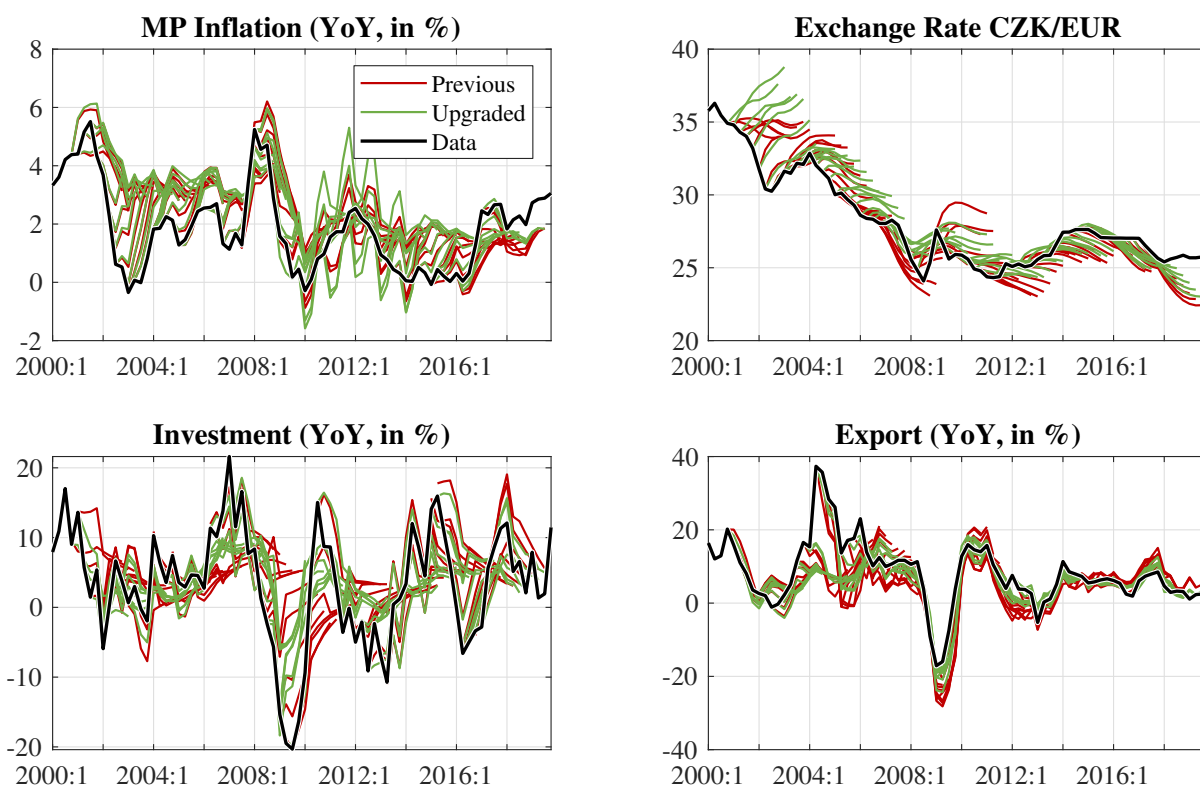 MP Inflation (YoY, in %)
8
6
4
2
0
-2
2000:1 2004:1 2008:1 2012:1 2016:1
Previous
Upgraded
Data
Exchange Rate CZK/EUR
40
35
30
25
20
2000:1 2004:1 2008:1 2012:1 2016:1
Investment (YoY, in %)
20
10
0
-10
-20
2000:1 2004:1 2008:1 2012:1 2016:1
Export (YoY, in %)
40
20
0
-20
-40
2000:1 2004:1 2008:1 2012:1 2016:1